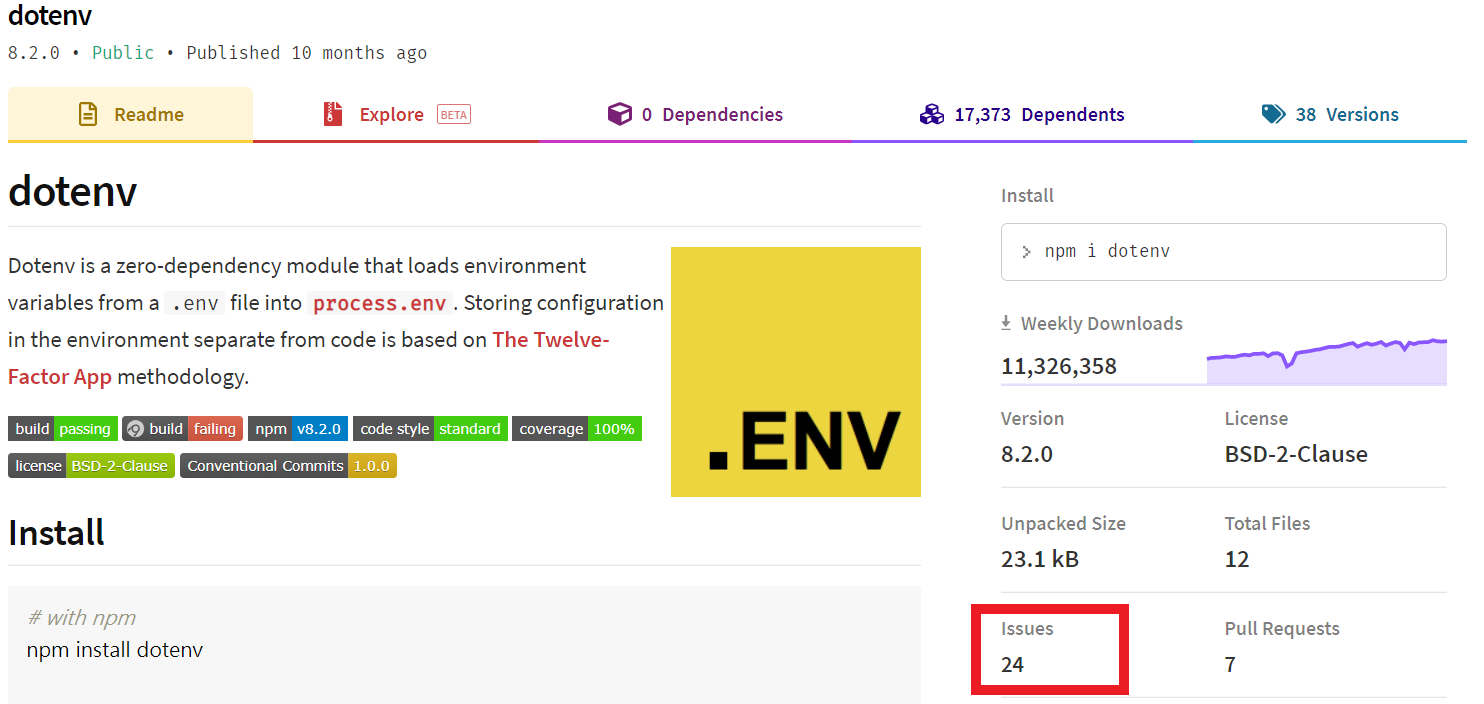 dotenv
8.2.0 • Public • Published 10 months ago
Readme
Explore BETA
0 Dependencies
17,373 Dependents
38 Versions
dotenv
Dotenv is a zero-dependency module that loads environment
variables from a .env file into process.env. Storing configuration
in the environment separate from code is based on The Twelve-
Factor App methodology.
.ENV
build passing build failing npm v8.2.0 code style standard coverage 100%
license BSD-2-Clause Conventional Commits 1.0.0
Install
# with npm
npm install dotenv
Install
> npm i dotenv
Weekly Downloads
11,326,358
Version
8.2.0
License
BSD-2-Clause
Unpacked Size
23.1 kB
Total Files
12
Issues
24
Pull Requests
7